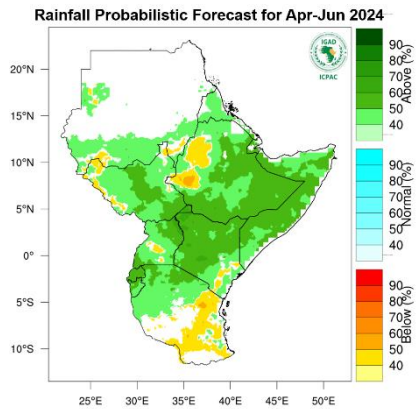 Rainfall Probabilistic Forecast for Apr-Jun 2024
IGAD
ICPAC
20°N
15°N
10°N
5°N
0°
5°S
10°S
25°E
30°E
35°E
40°E
45°E
50°E
90
80
70
60
50
40
Above (%)
90
80
70
60
50
40
Normal (%)
90
80
70
60
50
40
Below (%)